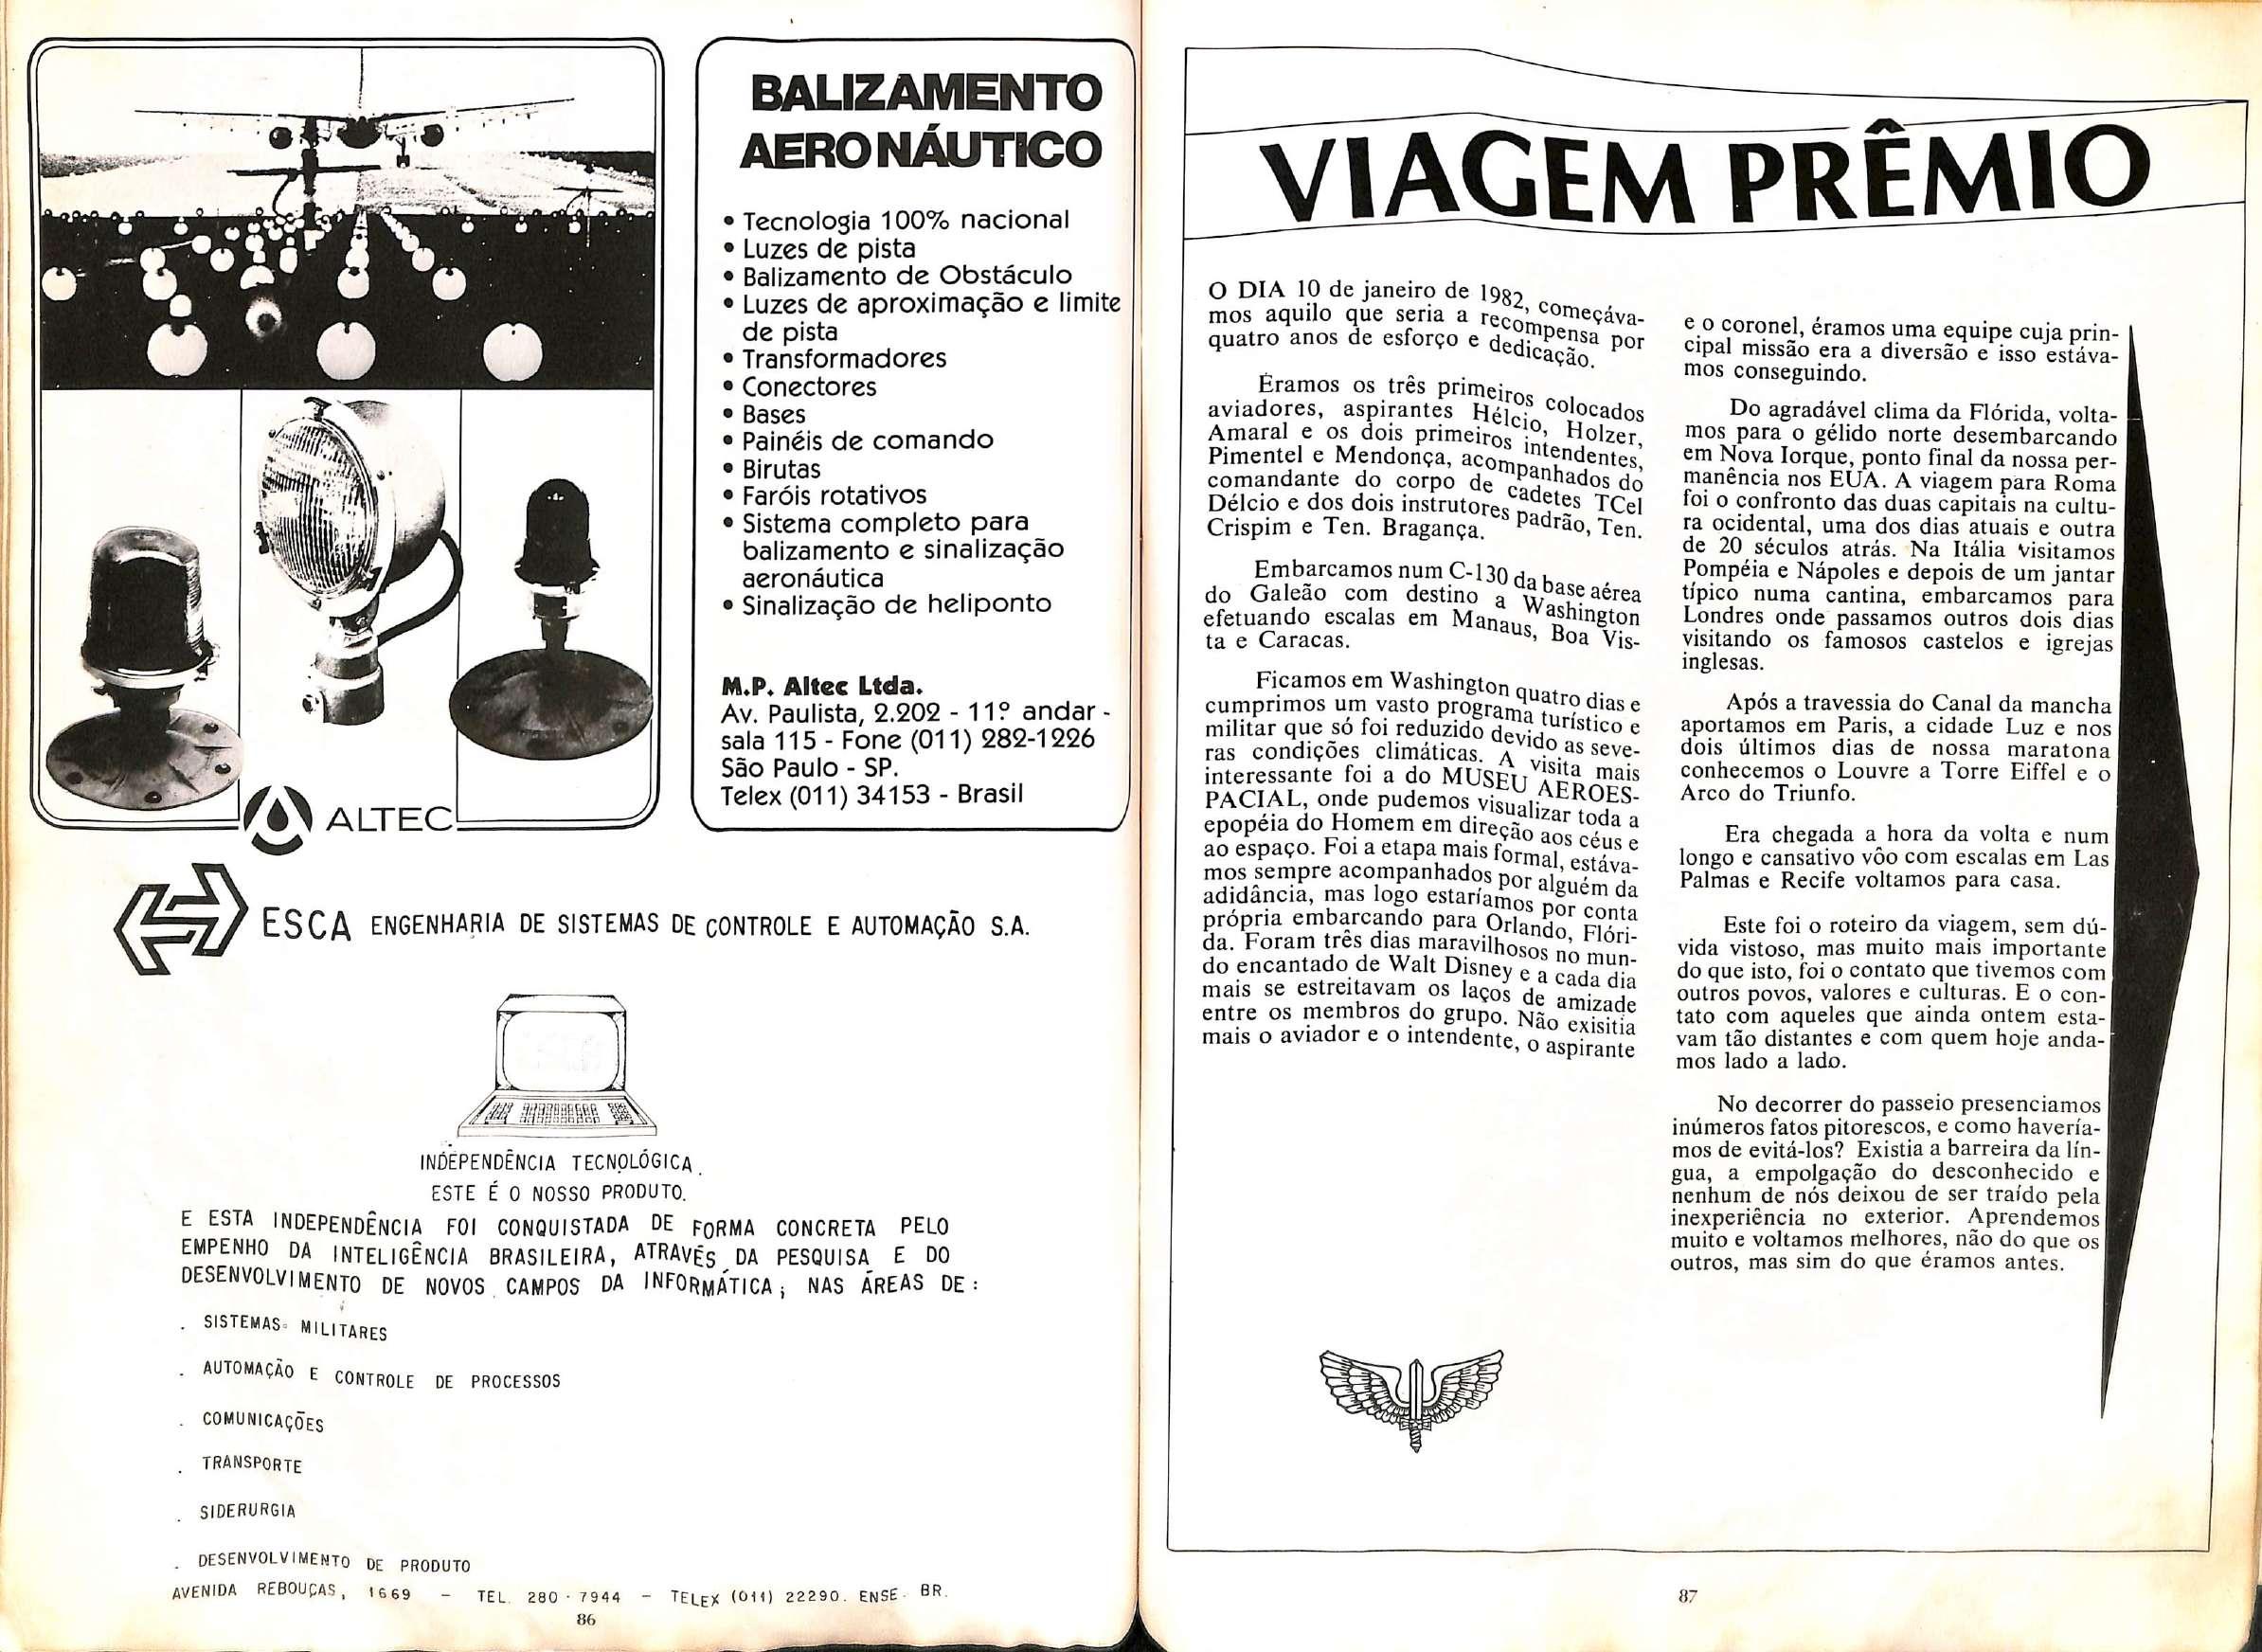 BALIZAMENTO
AERONÁUTICO
• Tecnologia 100% nacional
• Luzes de pista
• Balizamento de Obstáculo
• Luzes de aproximação e limite
de pista
• Transformadores
• Conectores
• Bases
• Painéis de comando
• Birutas
• Faróis rotativos
• Sistema completo para
balizamento e sinalização
aeronáutica
• Sinalização de heliponto
M.P. Altec Ltda.
Av. Paulista, 2.202 - 11º andar -
sala 115 - Fone (011) 282-1226
São Paulo - SP.
Telex (011) 34153 - Brasil
ALTEC
ESCA ENGENHARIA DE SISTEMAS DE CONTROLE E AUTOMAÇÃO S.A.
INDEPENDÊNCIA TECNOLÓGICA.
ESTE É O NOSSO PRODUTO.
E ESTA INDEPENDÊNCIA FOI CONQUISTADA DE FORMA CONCRETA PELO
EMPENHO DA INTELIGÊNCIA BRASILEIRA, ATRAVÉS DA PESQUISA E DO
DESENVOLVIMENTO DE NOVOS CAMPOS DA INFORMÁTICA; NAS ÁREAS DE:
. SISTEMAS MILITARES
. AUTOMAÇÃO E CONTROLE DE PROCESSOS
. COMUNICAÇÕES
. TRANSPORTE
. SIDERURGIA
. DESENVOLVIMENTO DE PRODUTO
AVENIDA REBOUÇAS, 1669 - TEL. 280-7944 - TELEX (011) 22290. ENSE. BR.
86
VIAGEM PRÊMIO
O DIA 10 de janeiro de 1982, começáva-
mos aquilo que seria a recompensa por
quatro anos de esforço e dedicação.
Éramos os três primeiros colocados
aviadores, aspirantes Hélcio, Holzer,
Amaral e os dois primeiros intendentes,
Pimentel e Mendonça, acompanhados do
comandante do corpo de cadetes TCel
Délcio e dos dois instrutores padrão, Ten.
Crispim e Ten. Bragança.
Embarcamos num C-130 da base aérea
do Galeão com destino a Washington
efetuando escalas em Manaus, Boa Vis-
ta e Caracas.
Ficamos em Washington quatro dias e
cumprimos um vasto programa turístico e
militar que só foi reduzido devido as seve-
ras condições climáticas. A visita mais
interessante foi a do MUSEU AEROES-
PACIAL, onde pudemos visualizar toda a
epopéia do Homem em direção aos céus e
ao espaço. Foi a etapa mais formal, estáva-
mos sempre acompanhados por alguém da
adidância, mas logo estaríamos por conta
própria embarcando para Orlando, Flóri-
da. Foram três dias maravilhosos no mun-
do encantado de Walt Disney e a cada dia
mais se estreitavam os laços de amizade
entre os membros do grupo. Não exisitia
mais o aviador e o intendente, o aspirante
e o coronel, éramos uma equipe cuja prin-
cipal missão era a diversão e isso estáva-
mos conseguindo.
Do agradável clima da Flórida, volta-
mos para o gélido norte desembarcando
em Nova Iorque, ponto final da nossa per-
manência nos EUA. A viagem para Roma
foi o confronto das duas capitais na cultu-
ra ocidental, uma dos dias atuais e outra
de 20 séculos atrás. Na Itália visitamos
Pompéia e Nápoles e depois de um jantar
típico numa cantina, embarcamos para
Londres onde passamos outros dois dias
visitando os famosos castelos e igrejas
inglesas.
Após a travessia do Canal da mancha
aportamos em Paris, a cidade Luz e nos
dois últimos dias de nossa maratona
conhecemos o Louvre a Torre Eiffel e o
Arco do Triunfo.
Era chegada a hora da volta e num
longo e cansativo vôo com escalas em Las
Palmas e Recife voltamos para casa.
Este foi o roteiro da viagem, sem dú-
vida vistoso, mas muito mais importante
do que isto, foi o contato que tivemos com
outros povos, valores e culturas. E o con-
tato com aqueles que ainda ontem esta-
vam tão distantes e com quem hoje anda-
mos lado a lado.
No decorrer do passeio presenciamos
inúmeros fatos pitorescos, e como havería-
mos de evitá-los? Existia a barreira da lín-
gua, a empolgação do desconhecido e
nenhum de nós deixou de ser traído pela
inexperiência no exterior. Aprendemos
muito e voltamos melhores, não do que os
outros, mas sim do que éramos antes.
87